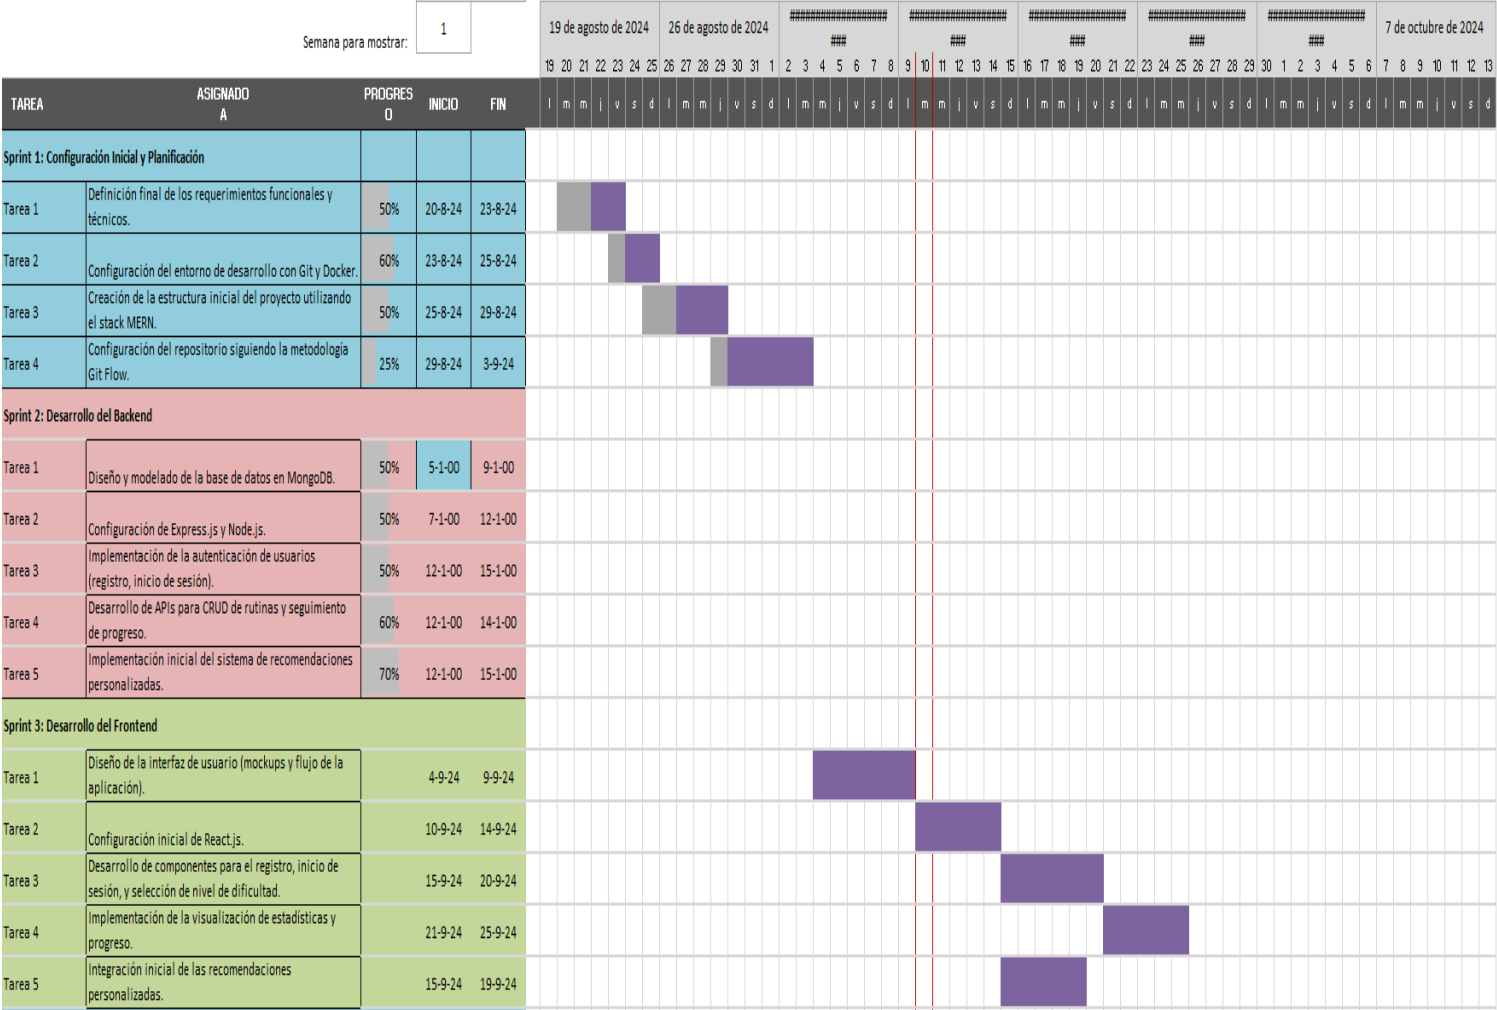 Semana para mostrar: 1
19 de agosto de 2024 26 de agosto de 2024 ################### ################### ################### ################### ################### 7 de octubre de 2024
### ### ### ### ###
19 20 21 22 23 24 25 26 27 28 29 30 31 1 2 3 4 5 6 7 8 9 10 11 12 13 14 15 16 17 18 19 20 21 22 23 24 25 26 27 28 29 30 1 2 3 4 5 6 7 8 9 10 11 12 13
TAREA ASIGNADO PROGRES INICIO FIN l m m j v s d l m m j v s d l m m j v s d l m m j v s d l m m j v s d l m m j v s d l m m j v s d l m m j v s d
A O
Sprint 1: Configuración Inicial y Planificación
Tarea 1 Definición final de los requerimientos funcionales y 50% 20-8-24 23-8-24
técnicos.
Tarea 2 Configuración del entorno de desarrollo con Git y Docker. 60% 23-8-24 25-8-24
Tarea 3 Creación de la estructura inicial del proyecto utilizando 50% 25-8-24 29-8-24
el stack MERN.
Tarea 4 Configuración del repositorio siguiendo la metodología 25% 29-8-24 3-9-24
Git Flow.
Sprint 2: Desarrollo del Backend
Tarea 1 Diseño y modelado de la base de datos en MongoDB. 50% 5-1-00 9-1-00
Tarea 2 Configuración de Express.js y Node.js. 50% 7-1-00 12-1-00
Tarea 3 Implementación de la autenticación de usuarios 50% 12-1-00 15-1-00
(registro, inicio de sesión).
Tarea 4 Desarrollo de APIs para CRUD de rutinas y seguimiento 60% 12-1-00 14-1-00
de progreso.
Tarea 5 Implementación inicial del sistema de recomendaciones 70% 12-1-00 15-1-00
personalizadas.
Sprint 3: Desarrollo del Frontend
Tarea 1 Diseño de la interfaz de usuario (mockups y flujo de la 4-9-24 9-9-24
aplicación).
Tarea 2 Configuración inicial de React.js. 10-9-24 14-9-24
Tarea 3 Desarrollo de componentes para el registro, inicio de 15-9-24 20-9-24
sesión, y selección de nivel de dificultad.
Tarea 4 Implementación de la visualización de estadísticas y 21-9-24 25-9-24
progreso.
Tarea 5 Integración inicial de las recomendaciones 15-9-24 19-9-24
personalizadas.